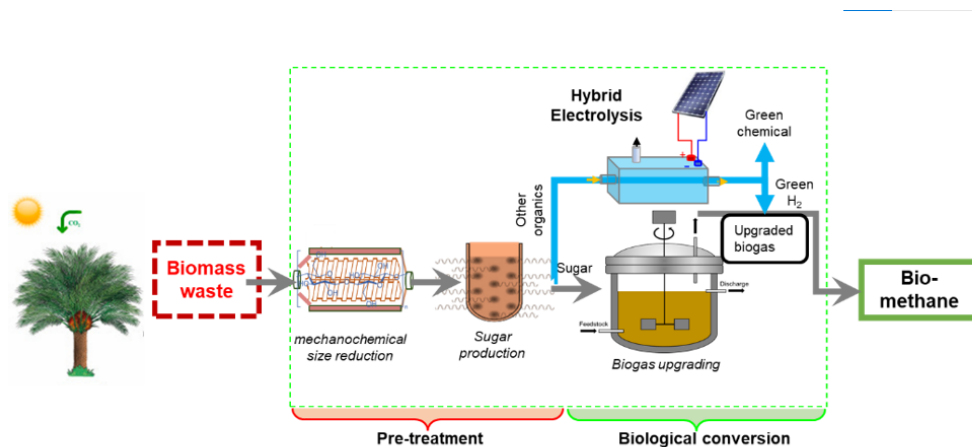 Hybrid
Electrolysis
Green
chemical
+
-
Other
organics
Green
H2
CO2
Upgraded
biogas
Biomass
waste
Sugar
Bio-
methane
Discharge
Feedstock
mechanochemical
size reduction
Sugar
production
Biogas upgrading
Pre-treatment
Biological conversion